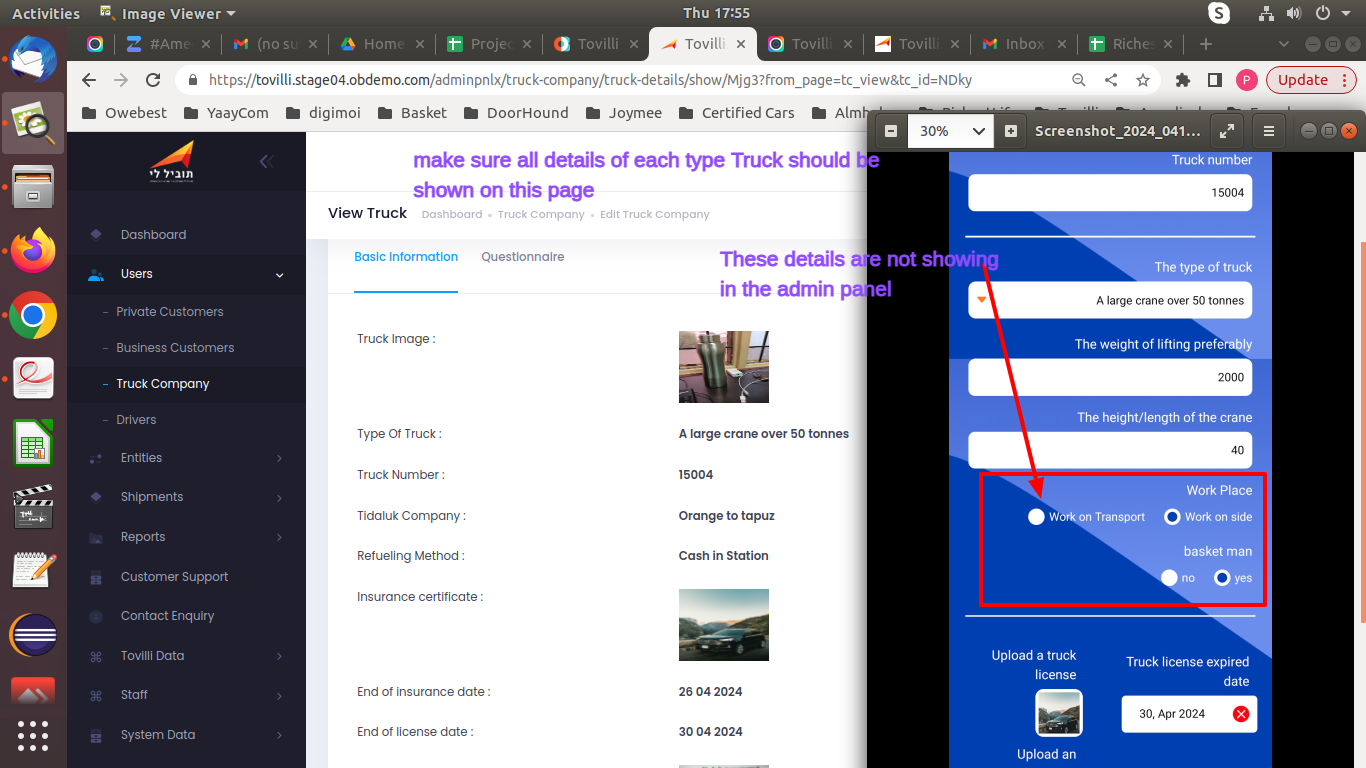 Activities
Image Viewer
Thu 17:55
#Ame
(no su
Home
Projec
Tovilli
Tovilli
Tovilli
Tovilli
Inbox
Riches
https://tovilli.stage04.obdemo.com/adminpnlx/truck-company/truck-details/show/Mjg3?from_page=tc_view&tc_id=NDky
P
Update
Owebest
YaayCom
digimoi
Basket
DoorHound
Joymee
Certified Cars
תוביל לי
Dashboard
Users
Private Customers
Business Customers
Truck Company
Drivers
Entities
Shipments
Reports
Customer Support
Contact Enquiry
Tovilli Data
Staff
System Data
make sure all details of each type Truck should be
shown on this page
View Truck
Dashboard
Truck Company
Edit Truck Company
These details are not showing
in the admin panel
Basic Information
Questionnaire
Truck Image :
Type Of Truck :
A large crane over 50 tonnes
Truck Number :
15004
Tidaluk Company :
Orange to tapuz
Refueling Method :
Cash in Station
Insurance certificate :
End of insurance date :
26 04 2024
End of license date :
30 04 2024
30%
Screenshot_2024_041...
Truck number
15004
The type of truck
A large crane over 50 tonnes
The weight of lifting preferably
2000
The height/length of the crane
40
Work Place
Work on Transport
Work on side
basket man
no
yes
Upload a truck
license
Truck license expired
date
30, Apr 2024
Upload an